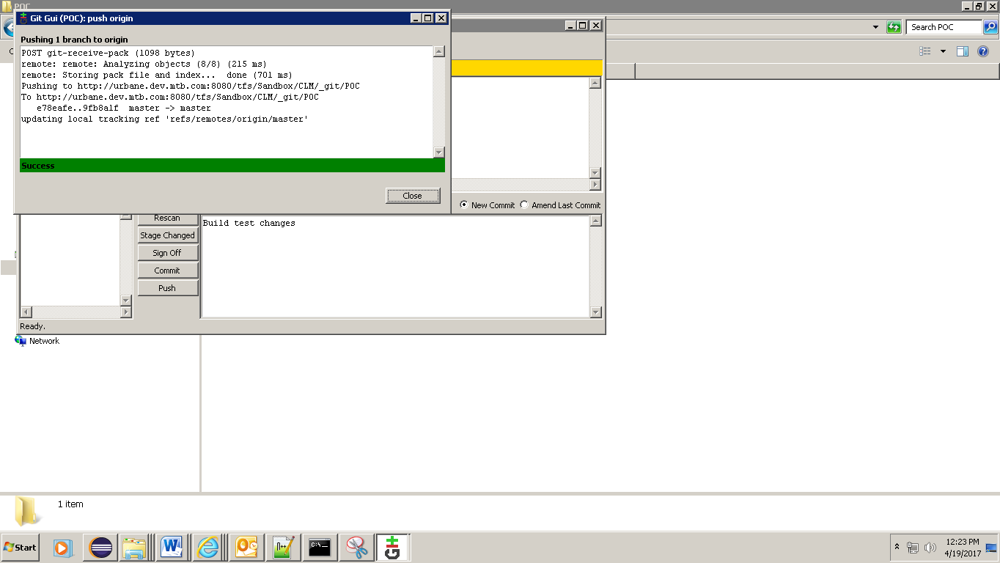 POC
Git Gui (POC): push origin
Pushing 1 branch to origin
POST git-receive-pack (1098 bytes)
remote: remote: Analyzing objects (8/8) (215 ms)
remote: Storing pack file and index...  done (701 ms)
Pushing to http://urbane.dev.mtb.com:8080/tfs/Sandbox/CLM/_git/POC
To http://urbane.dev.mtb.com:8080/tfs/Sandbox/CLM/_git/POC
   e78eafe..9fb8a1f  master -> master
updating local tracking ref 'refs/remotes/origin/master'
Success
Close
Search POC
New Commit
Amend Last Commit
Rescan
Stage Changed
Sign Off
Commit
Push
Build test changes
Ready.
Network
1 item
Start
12:23 PM
4/19/2017